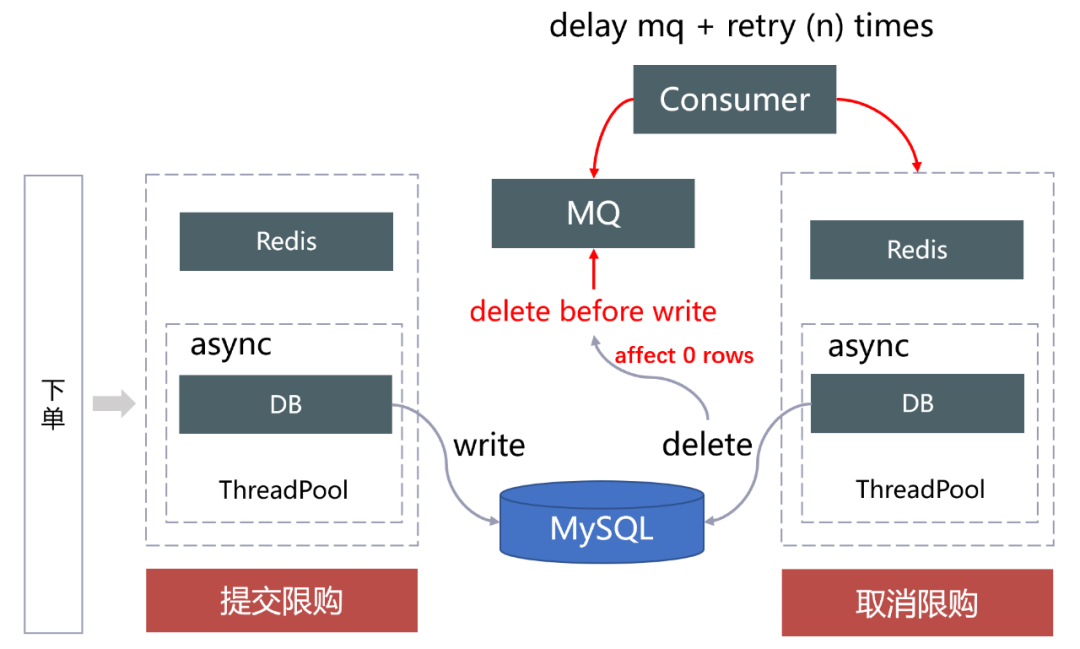 delay mq + retry (n) times
Consumer
MQ
Redis
Redis
delete before write
affect 0 rows
async
async
下单
DB
DB
write
delete
ThreadPool
ThreadPool
MySQL
提交限购
取消限购